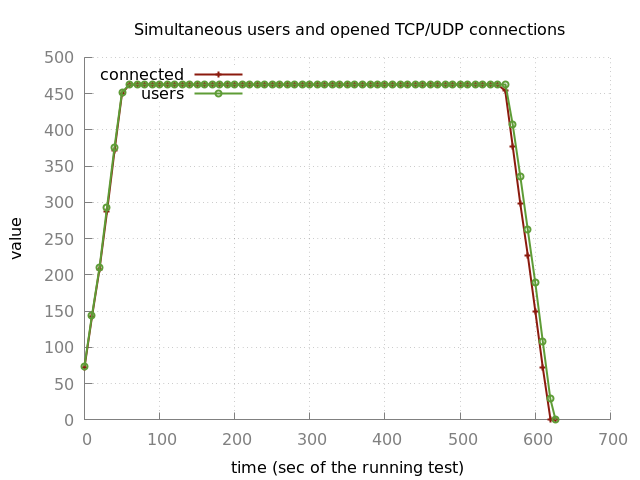 Simultaneous users and opened TCP/UDP connections
500
450
400
350
300
250
200
150
100
50
0
connected
users
value
0 100 200 300 400 500 600 700
time (sec of the running test)